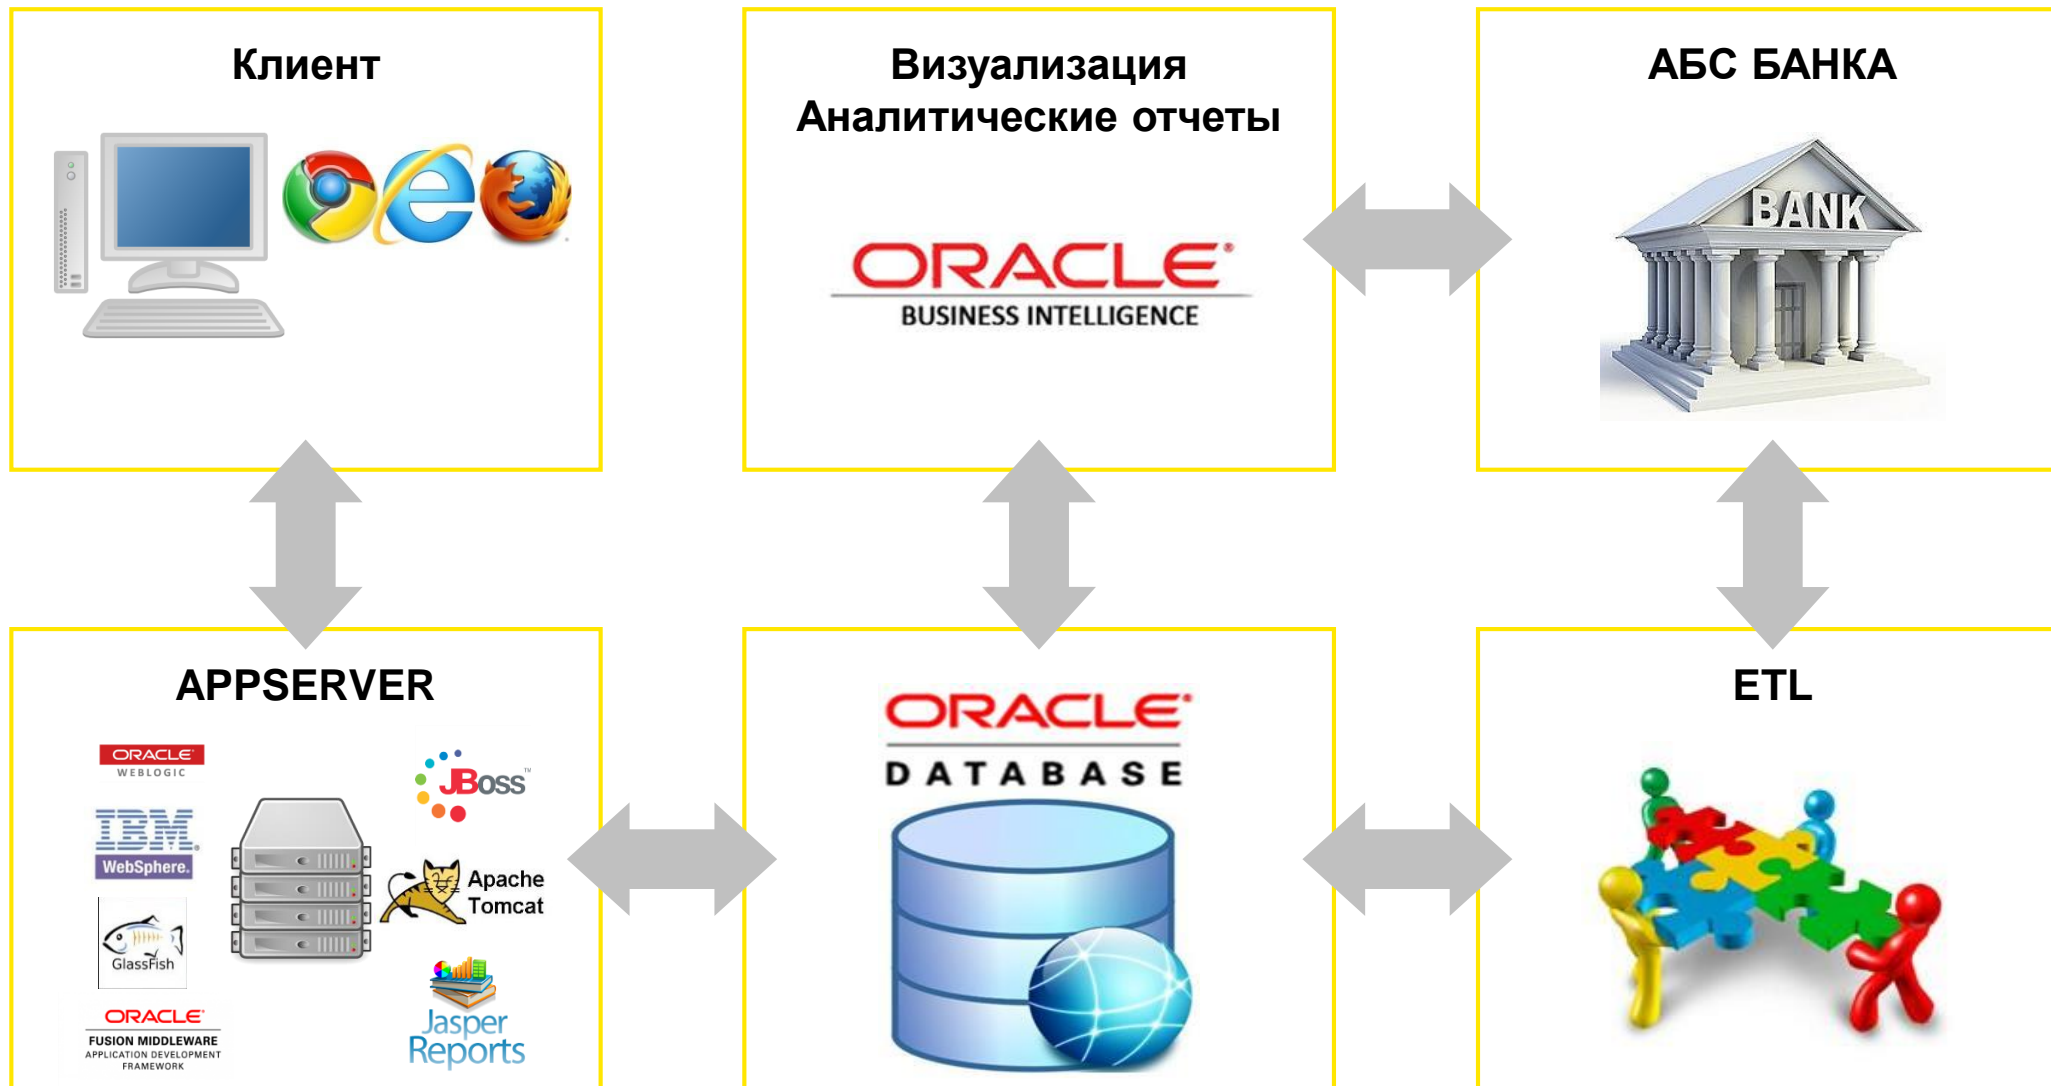 Клиент
Визуализация
Аналитические отчеты
ORACLE
BUSINESS INTELLIGENCE
АБС БАНКА
BANK
APPSERVER
ORACLE
WEBLOGIC
IBM.
WebSphere.
GlassFish
ORACLE
FUSION MIDDLEWARE
APPLICATION DEVELOPMENT
FRAMEWORK
JBoss™
Apache
Tomcat
Jasper
Reports
ORACLE
DATABASE
ETL